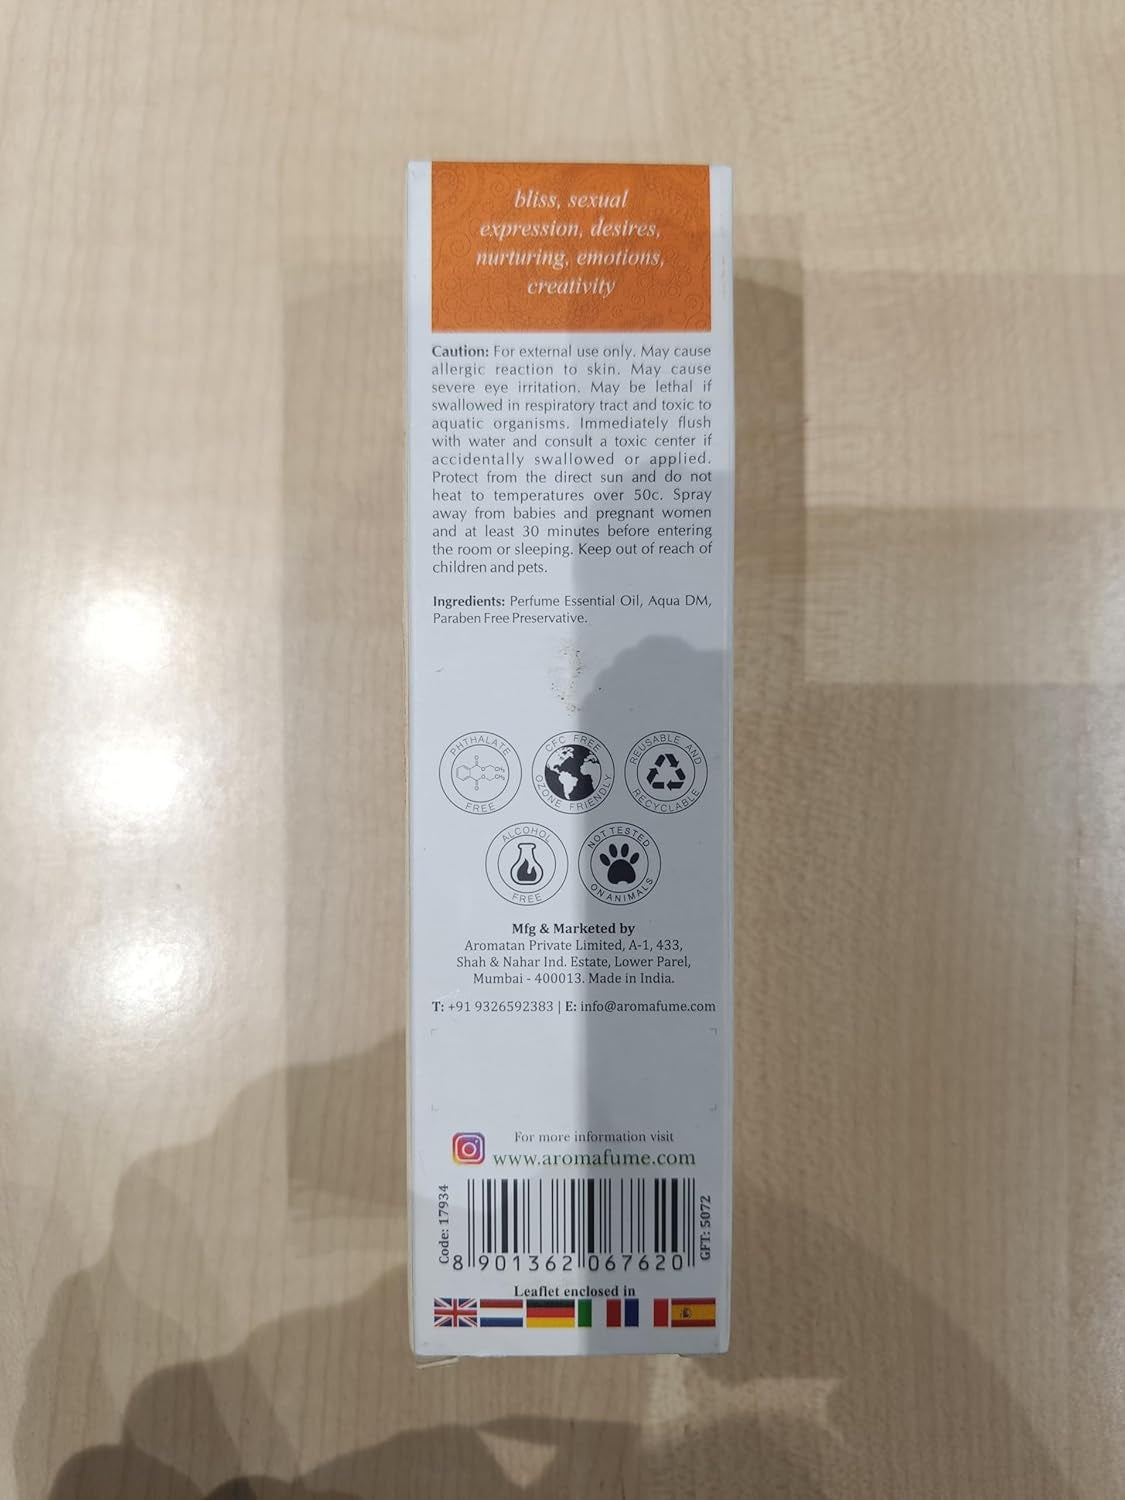 bliss, sexual
expression, desires,
nurturing, emotions,
creativity
Caution: For external use only. May cause
allergic reaction to skin. May cause
severe eye irritation. May be lethal if
swallowed in respiratory tract and toxic to
aquatic organisms. Immediately flush
with water and consult a toxic center if
accidentally swallowed or applied.
Protect from the direct sun and do not
heat to temperatures over 50c. Spray
away from babies and pregnant women
and at least 30 minutes before entering
the room or sleeping. Keep out of reach of
children and pets.
Ingredients: Perfume Essential Oil, Aqua DM,
Paraben Free Preservative.
PHTHALATE FREE
CFC FREE OZONE FRIENDLY
REUSABLE AND RECYCLABLE
ALCOHOL FREE
NOT TESTED ON ANIMALS
Mfg & Marketed by
Aromatan Private Limited, A-1, 433,
Shah & Nahar Ind. Estate, Lower Parel,
Mumbai - 400013. Made in India.
T: +91 9326592383 | E: info@aromafume.com
For more information visit
www.aromafume.com
Code: 17934
GFT: 5072
8 901362 067620
Leaflet enclosed in